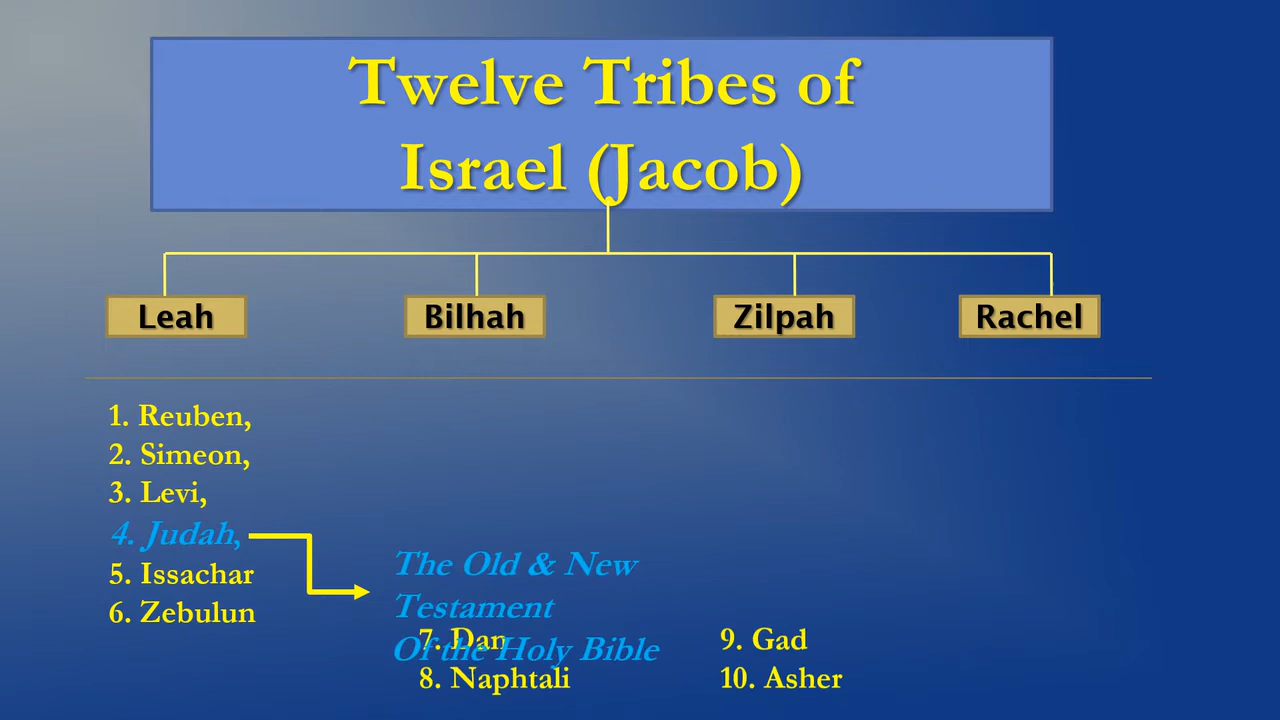 Twelve Tribes of
Israel (Jacob)
Leah
Bilhah
Zilpah
Rachel
1. Reuben,
2. Simeon,
3. Levi,
4. Judah,
5. Issachar
6. Zebulun
The Old & New
Testament
Of the Holy Bible
7. Dan
8. Naphtali
9. Gad
10. Asher